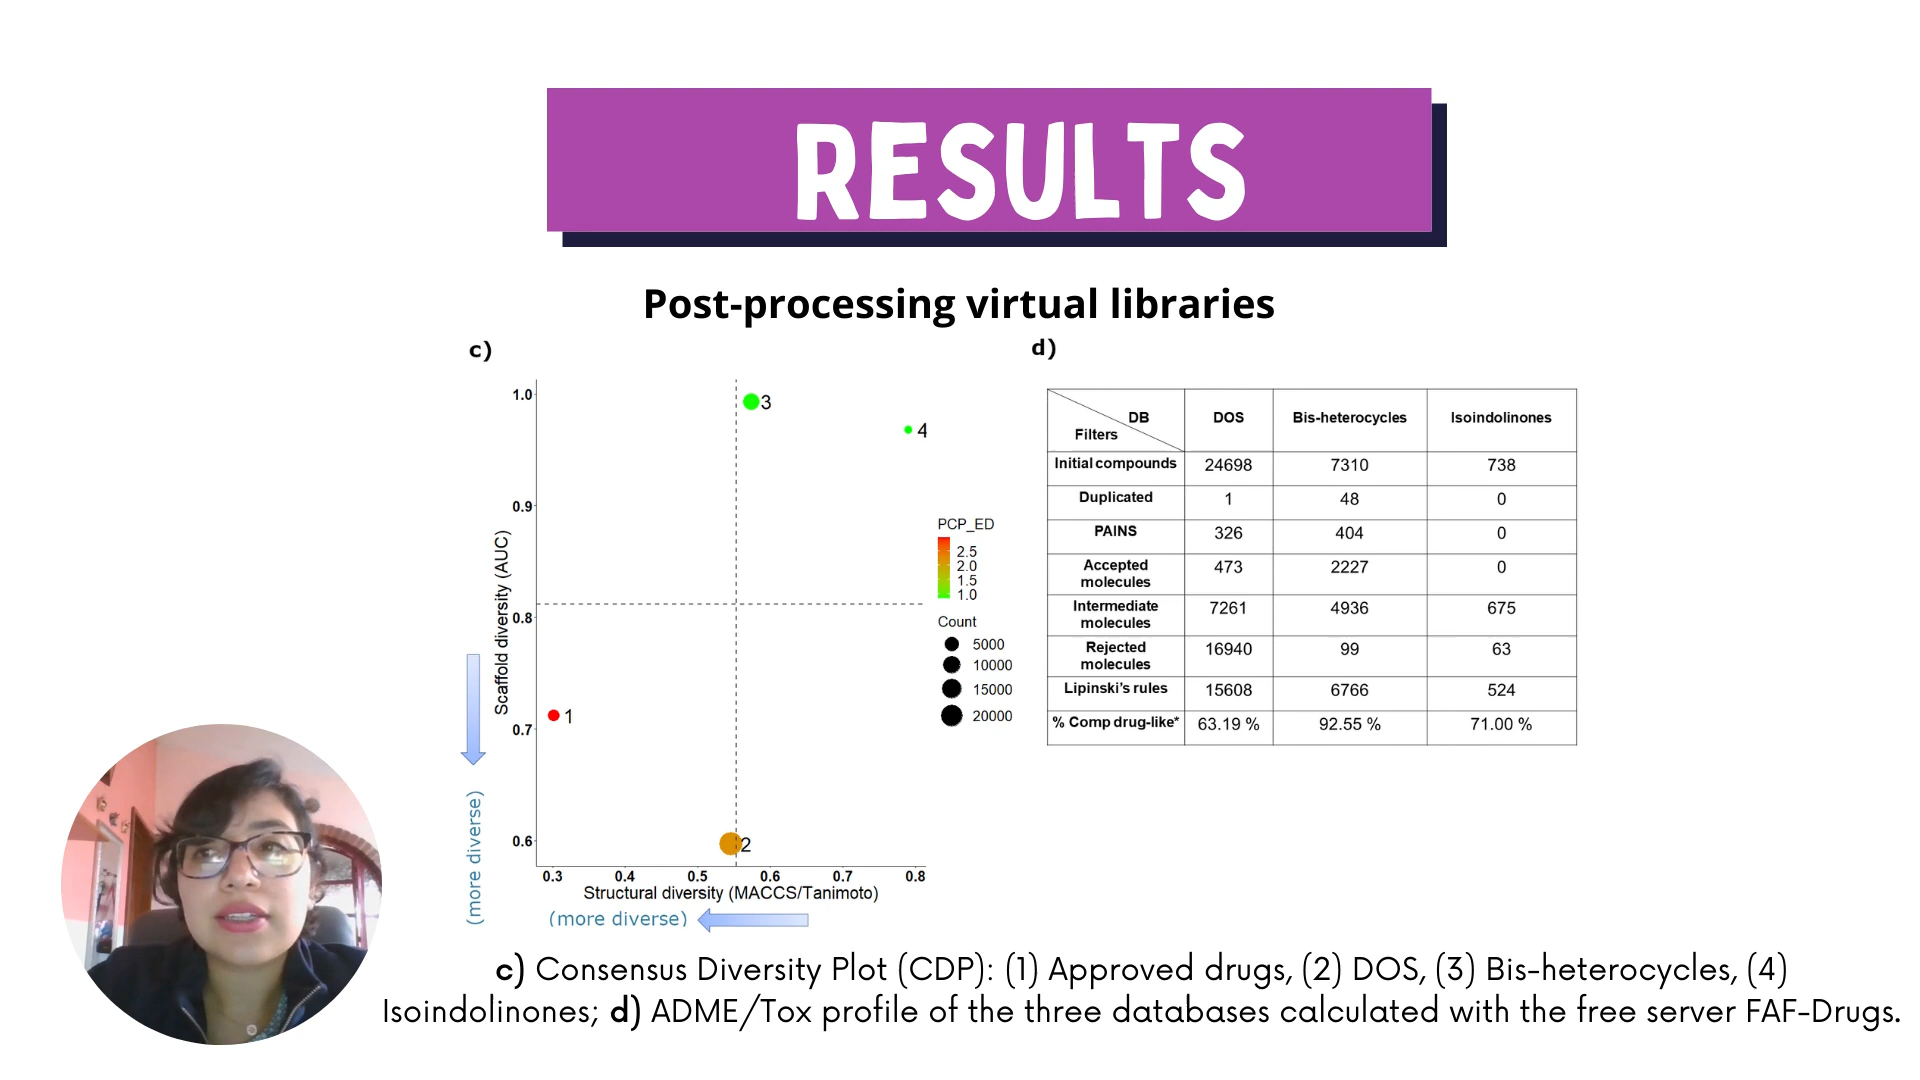 RESULTS
Post-processing virtual libraries
c)
1.0
0.9
0.8
0.7
0.6
Scaffold diversity (AUC)
(more diverse)
3
4
1
2
0.3 0.4 0.5 0.6 0.7 0.8
Structural diversity (MACCS/Tanimoto)
(more diverse)
PCP_ED
2.5
2.0
1.5
1.0
Count
5000
10000
15000
20000
d)
DB
Filters
DOS Bis-heterocycles Isoindolinones
Initial compounds 24698 7310 738
Duplicated 1 48 0
PAINS 326 404 0
Accepted
molecules 473 2227 0
Intermediate
molecules 7261 4936 675
Rejected
molecules 16940 99 63
Lipinski's rules 15608 6766 524
% Comp drug-like* 63.19 % 92.55 % 71.00 %
c) Consensus Diversity Plot (CDP): (1) Approved drugs, (2) DOS, (3) Bis-heterocycles, (4)
Isoindolinones; d) ADME/Tox profile of the three databases calculated with the free server FAF-Drugs.